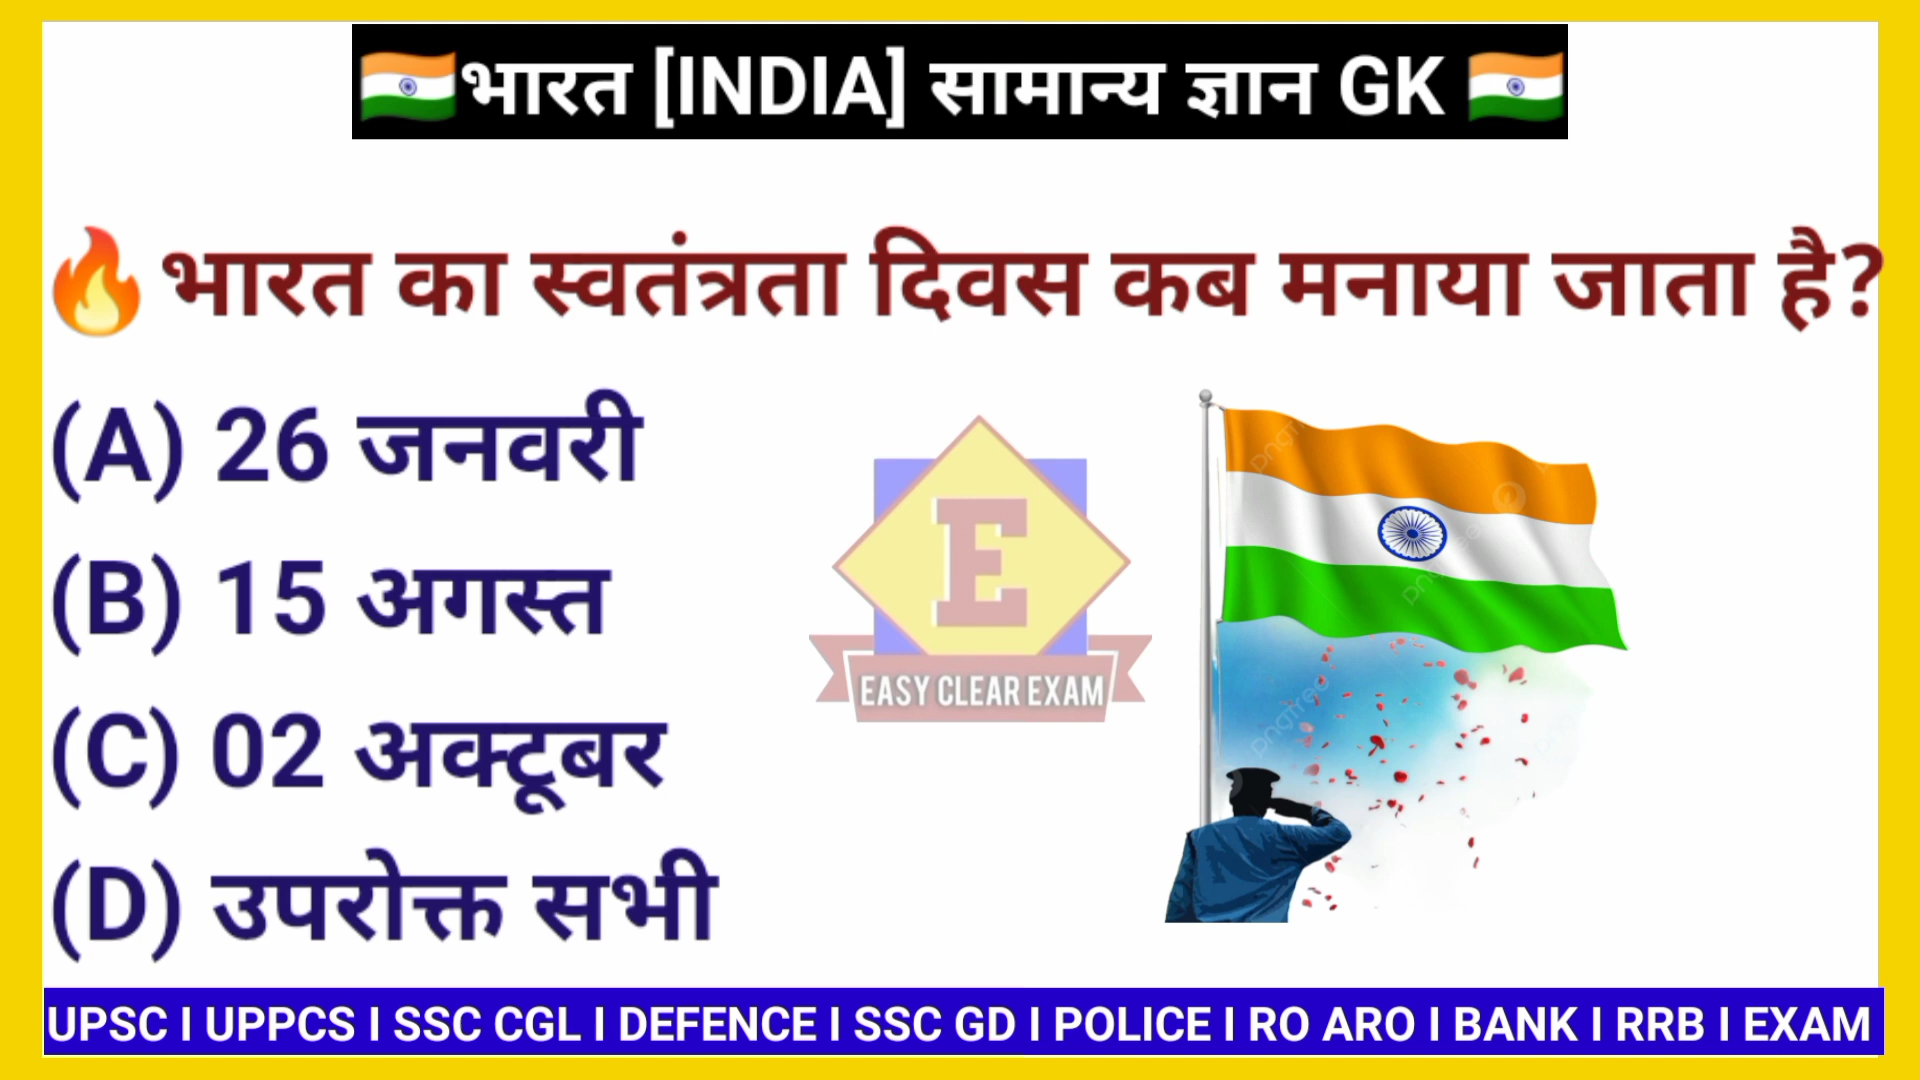 भारत [INDIA] सामान्य ज्ञान GK
भारत का स्वतंत्रता दिवस कब मनाया जाता है?
(A) 26 जनवरी
(B) 15 अगस्त
(C) 02 अक्टूबर
(D) उपरोक्त सभी
E
EASY CLEAR EXAM
pngtree
UPSC I UPPCS I SSC CGL I DEFENCE I SSC GD I POLICE I RO ARO I BANK I RRB I EXAM